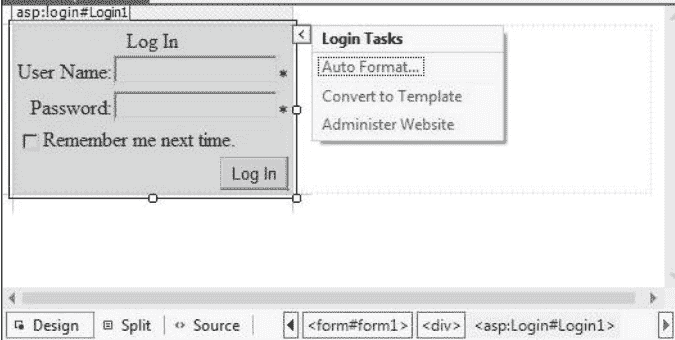 asp:login#Login1
Log In
User Name: *
Password: *
Remember me next time.
Log In
Login Tasks
Auto Format...
Convert to Template
Administer Website
Design Split Source <form#form1> <div> <asp:Login#Login1>